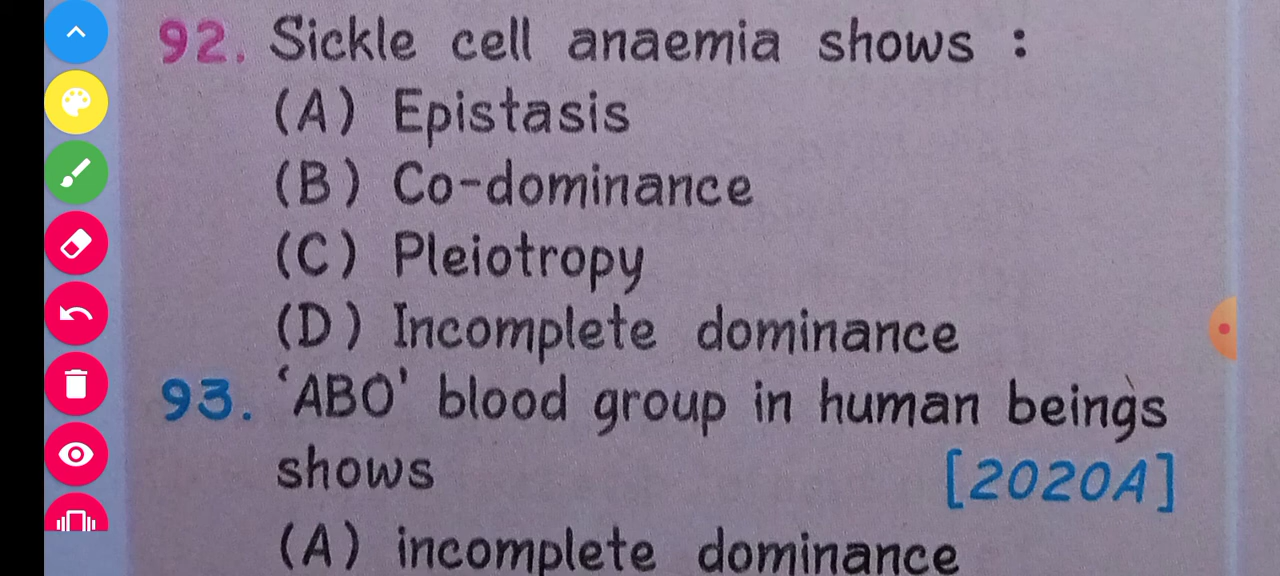 92. Sickle cell anaemia shows :
(A) Epistasis
(B) Co-dominance
(C) Pleiotropy
(D) Incomplete dominance
93. ‘ABO’ blood group in human beings
shows [2020A]
(A) incomplete dominance